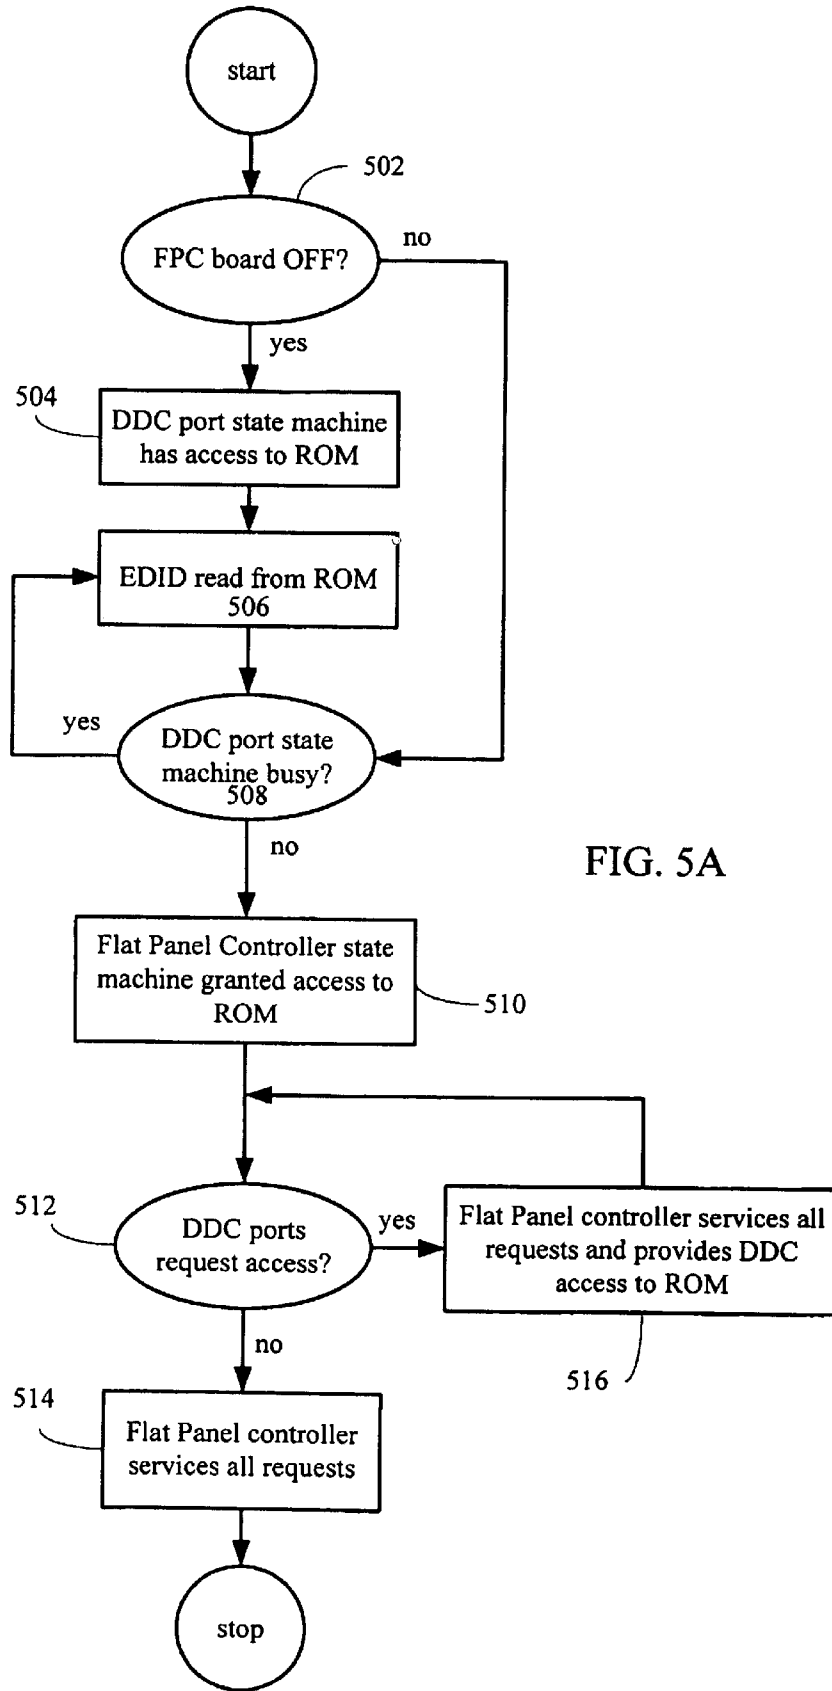 start
502
FPC board OFF?
no
yes
504
DDC port state machine
has access to ROM
EDID read from ROM
506
yes
DDC port state
machine busy?
508
no
FIG. 5A
Flat Panel Controller state
machine granted access to
ROM
510
512
DDC ports
request access?
yes
Flat Panel controller services all
requests and provides DDC
access to ROM
516
no
514
Flat Panel controller
services all requests
stop